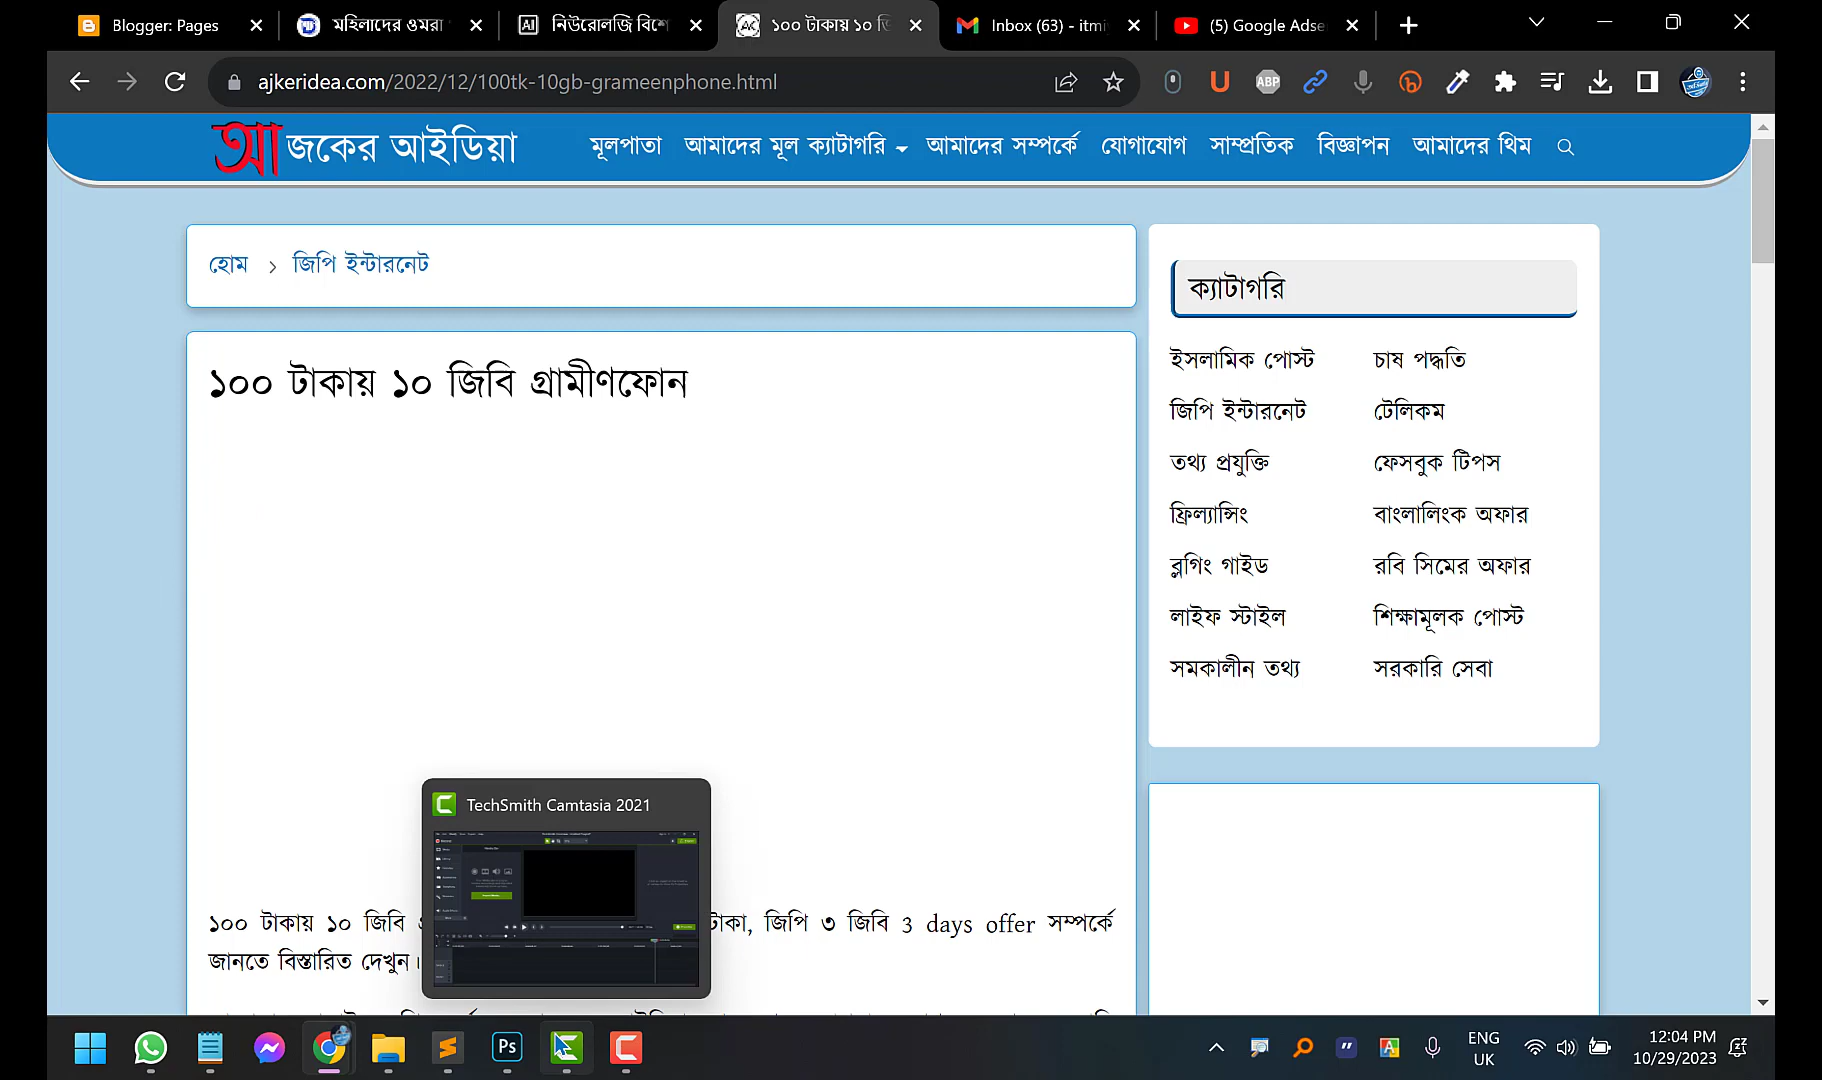 Blogger: Pages
মহিলাদের ওমরা
নিউরোলজি বিশে
১০০ টাকায় ১০ জি
Inbox (63) - itmi
(5) Google Adse
ajkeridea.com/2022/12/100tk-10gb-grameenphone.html
আজকের আইডিয়া
মূলপাতা আমাদের মূল ক্যাটাগরি আমাদের সম্পর্কে যোগাযোগ সাম্প্রতিক বিজ্ঞাপন আমাদের থিম
হোম › জিপি ইন্টারনেট
১০০ টাকায় ১০ জিবি গ্রামীণফোন
ক্যাটাগরি
ইসলামিক পোস্ট চাষ পদ্ধতি
জিপি ইন্টারনেট টেলিকম
তথ্য প্রযুক্তি ফেসবুক টিপস
ফ্রিল্যান্সিং বাংলালিংক অফার
ব্লগিং গাইড রবি সিমের অফার
লাইফ স্টাইল শিক্ষামূলক পোস্ট
সমকালীন তথ্য সরকারি সেবা
TechSmith Camtasia 2021
১০০ টাকায় ১০ জিবি টাকা, জিপি ৩ জিবি 3 days offer সম্পর্কে
জানতে বিস্তারিত দেখুন।
ENG
UK
12:04 PM
10/29/2023